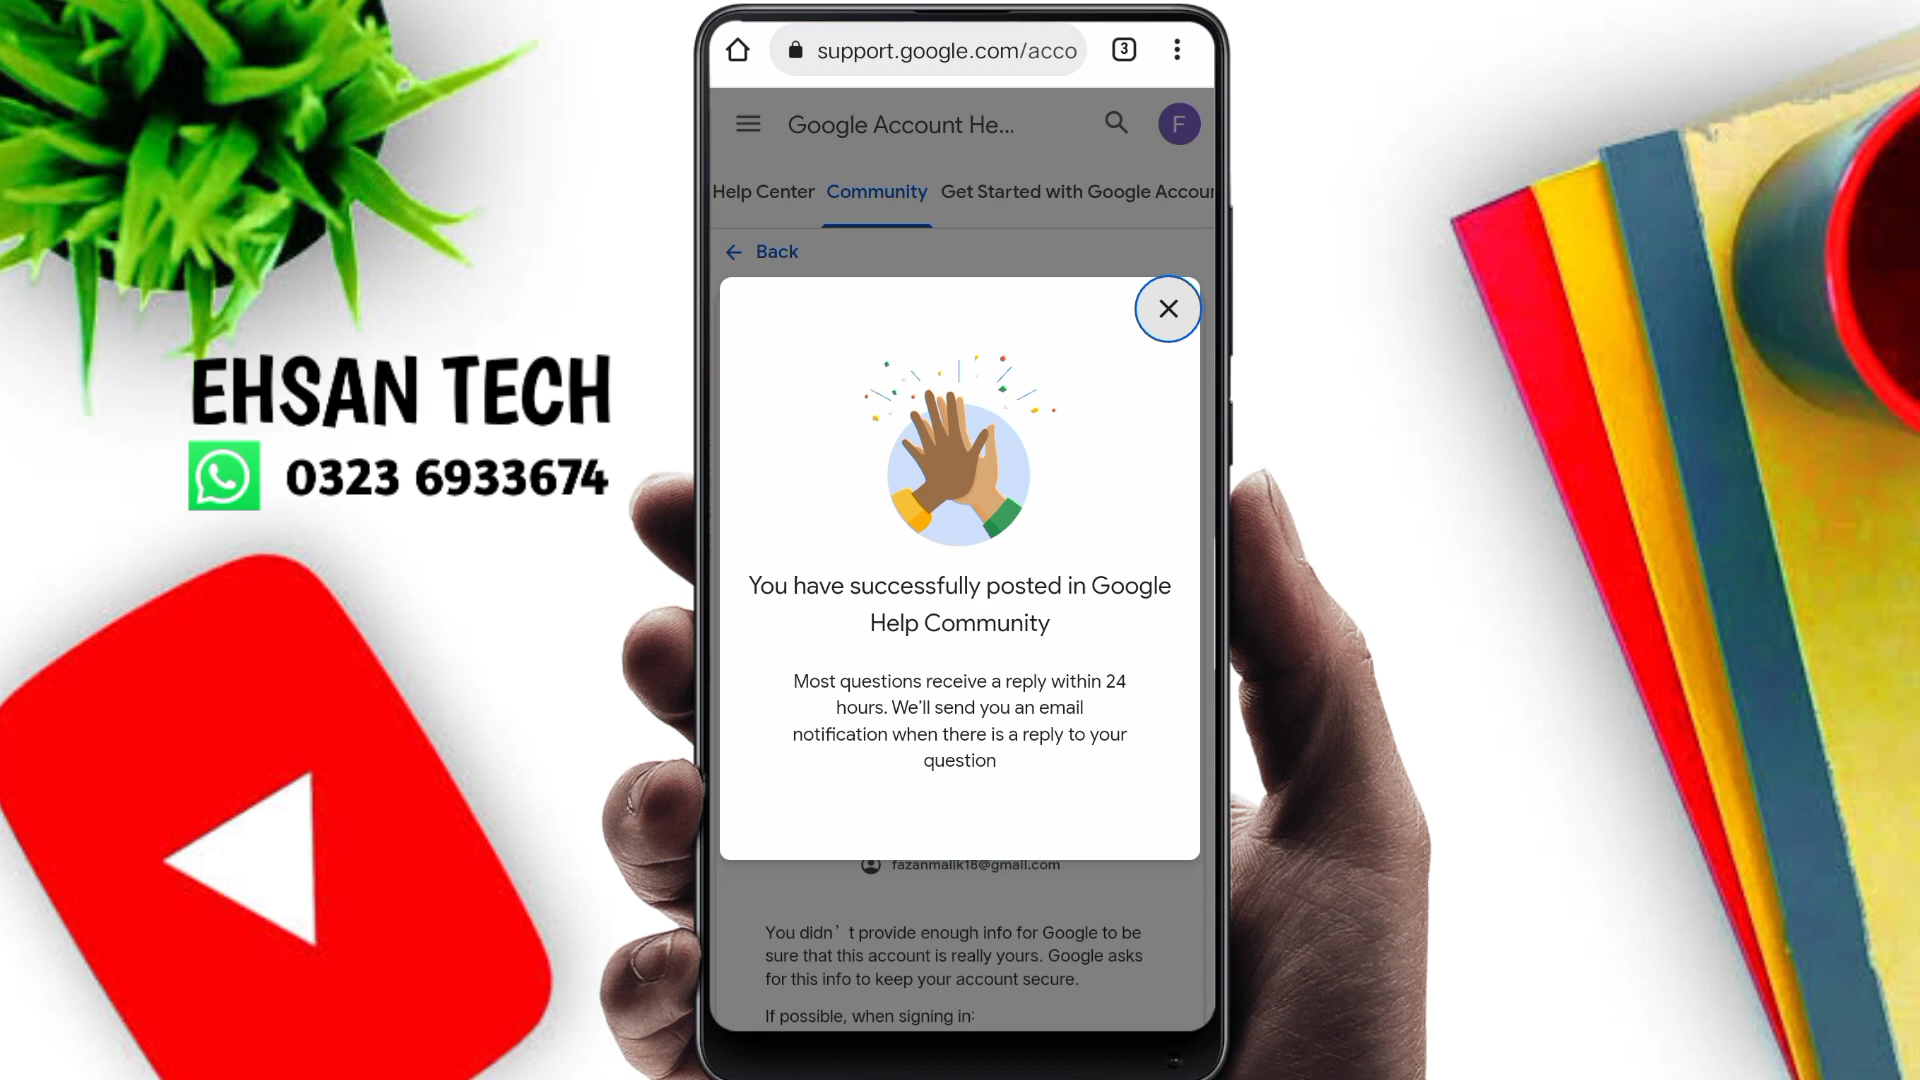 support.google.com/acco
3
Google Account He...
F
Help Center Community Get Started with Google Accour
Back
EHSAN TECH
0323 6933674
You have successfully posted in Google
Help Community
Most questions receive a reply within 24
hours. We'll send you an email
notification when there is a reply to your
question
fazanmalik18@gmail.com
You didn’ t provide enough info for Google to be
sure that this account is really yours. Google asks
for this info to keep your account secure.
If possible, when signing in: